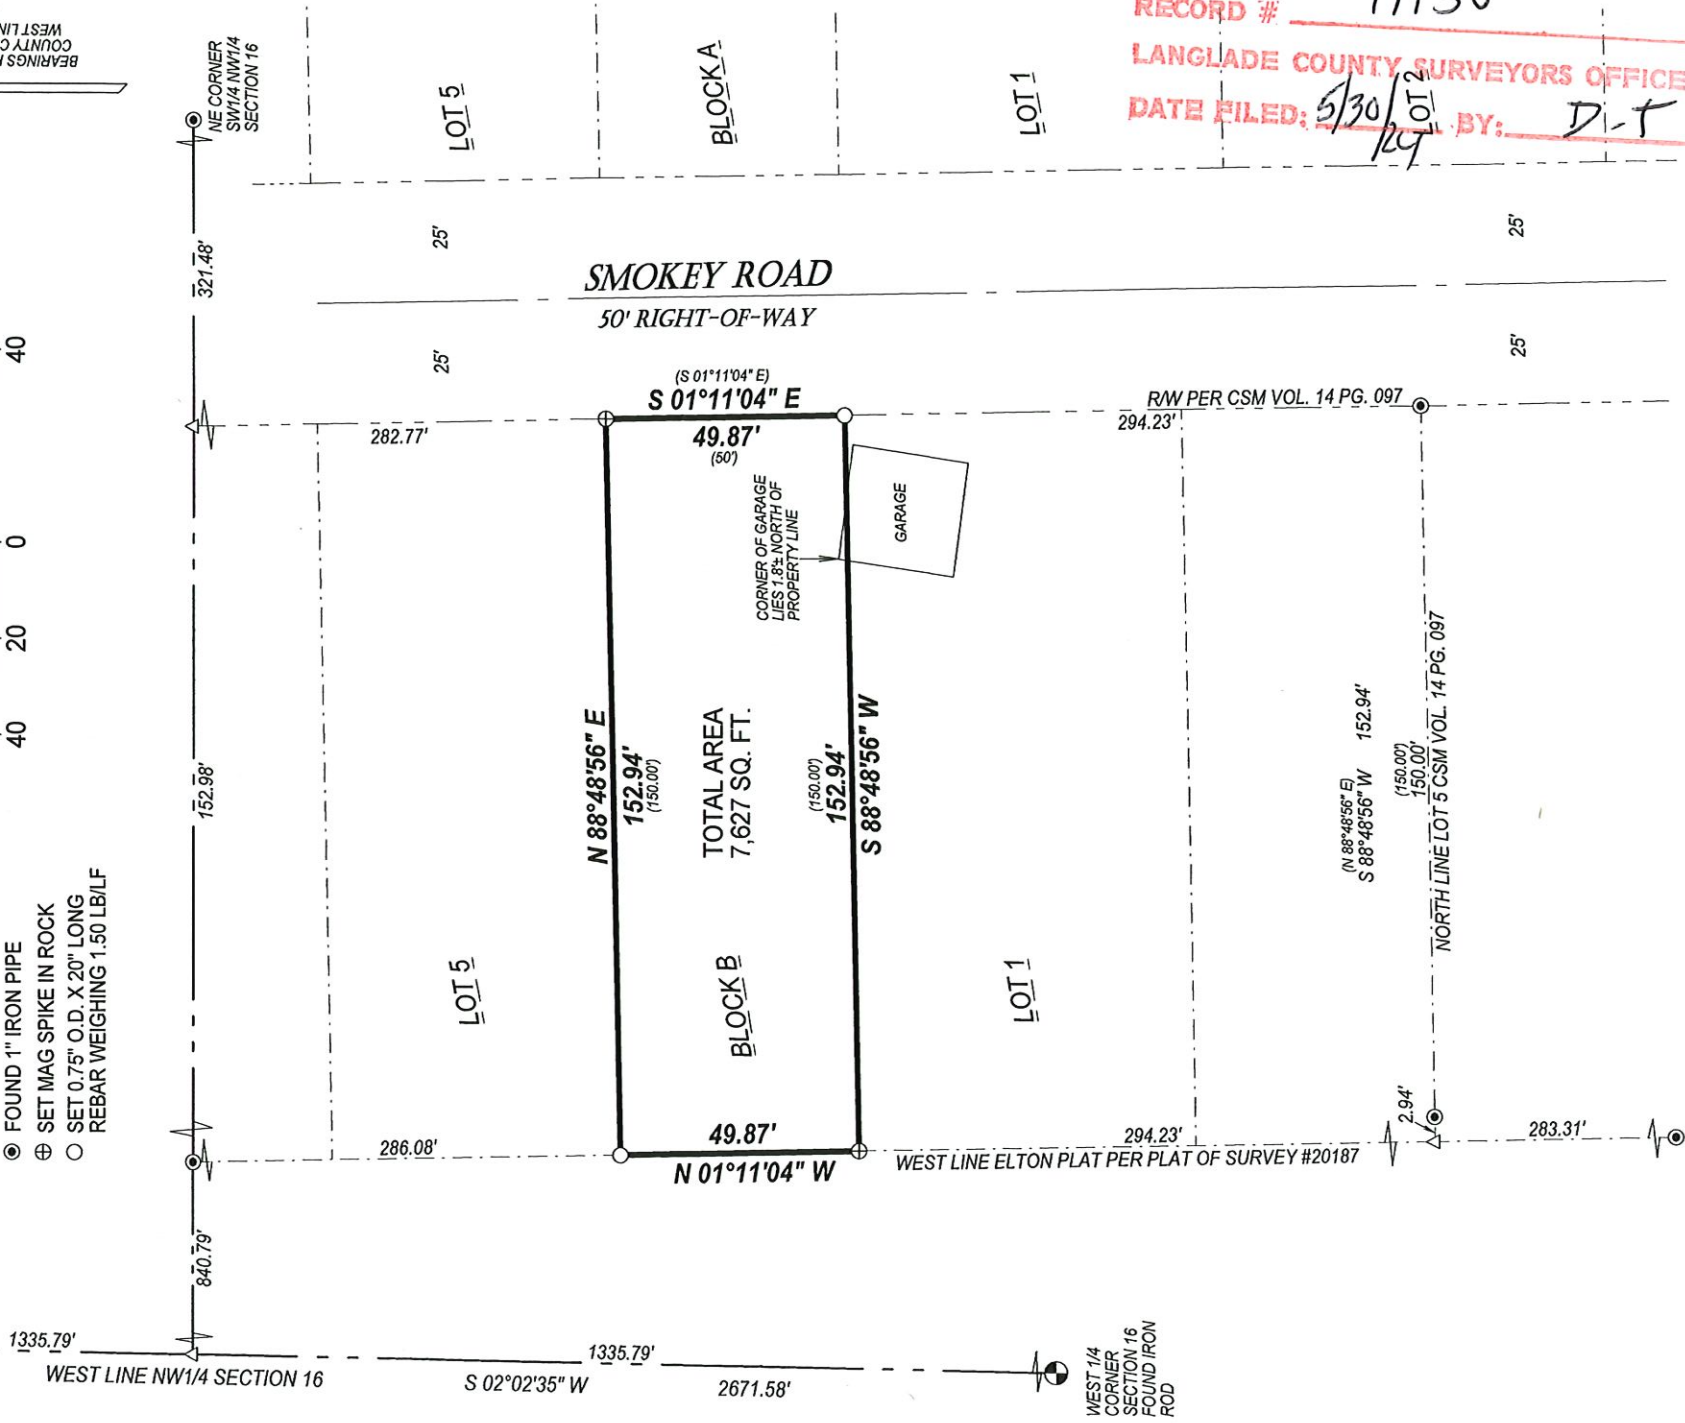 RECORD #
LANGLADE COUNTY SURVEYORS OFFICE
DATE FILED: 5/30/24 BY: D.T
WEST LIN
COUNTY C
BEARINGS
NE CORNER
SW1/4 NW1/4
SECTION 16
LOT 5
BLOCK A
LOT 1
LOT 2
321.48'
25'
25'
SMOKEY ROAD
50' RIGHT-OF-WAY
25'
25'
40
0
20
40
(S 01°11'04" E)
S 01°11'04" E
R/W PER CSM VOL. 14 PG. 097
282.77'
49.87'
(50')
294.23'
CORNER OF GARAGE
LIES 1.8'± NORTH OF
PROPERTY LINE
GARAGE
152.98'
N 88°48'56" E
152.94'
(150.00')
TOTAL AREA
7,627 SQ. FT.
(150.00')
152.94'
S 88°48'56" W
(N 88°48'56" E)
S 88°48'56" W 152.94'
(150.00')
150.00'
NORTH LINE LOT 5 CSM VOL. 14 PG. 097
FOUND 1" IRON PIPE
SET MAG SPIKE IN ROCK
SET 0.75" O.D. X 20" LONG
REBAR WEIGHING 1.50 LB/LF
LOT 5
BLOCK B
LOT 1
2.94'
286.08'
49.87'
N 01°11'04" W
294.23'
WEST LINE ELTON PLAT PER PLAT OF SURVEY #20187
283.31'
840.79'
1335.79'
WEST LINE NW1/4 SECTION 16
S 02°02'35" W
1335.79'
2671.58'
WEST 1/4
CORNER
SECTION 16
FOUND IRON
ROD